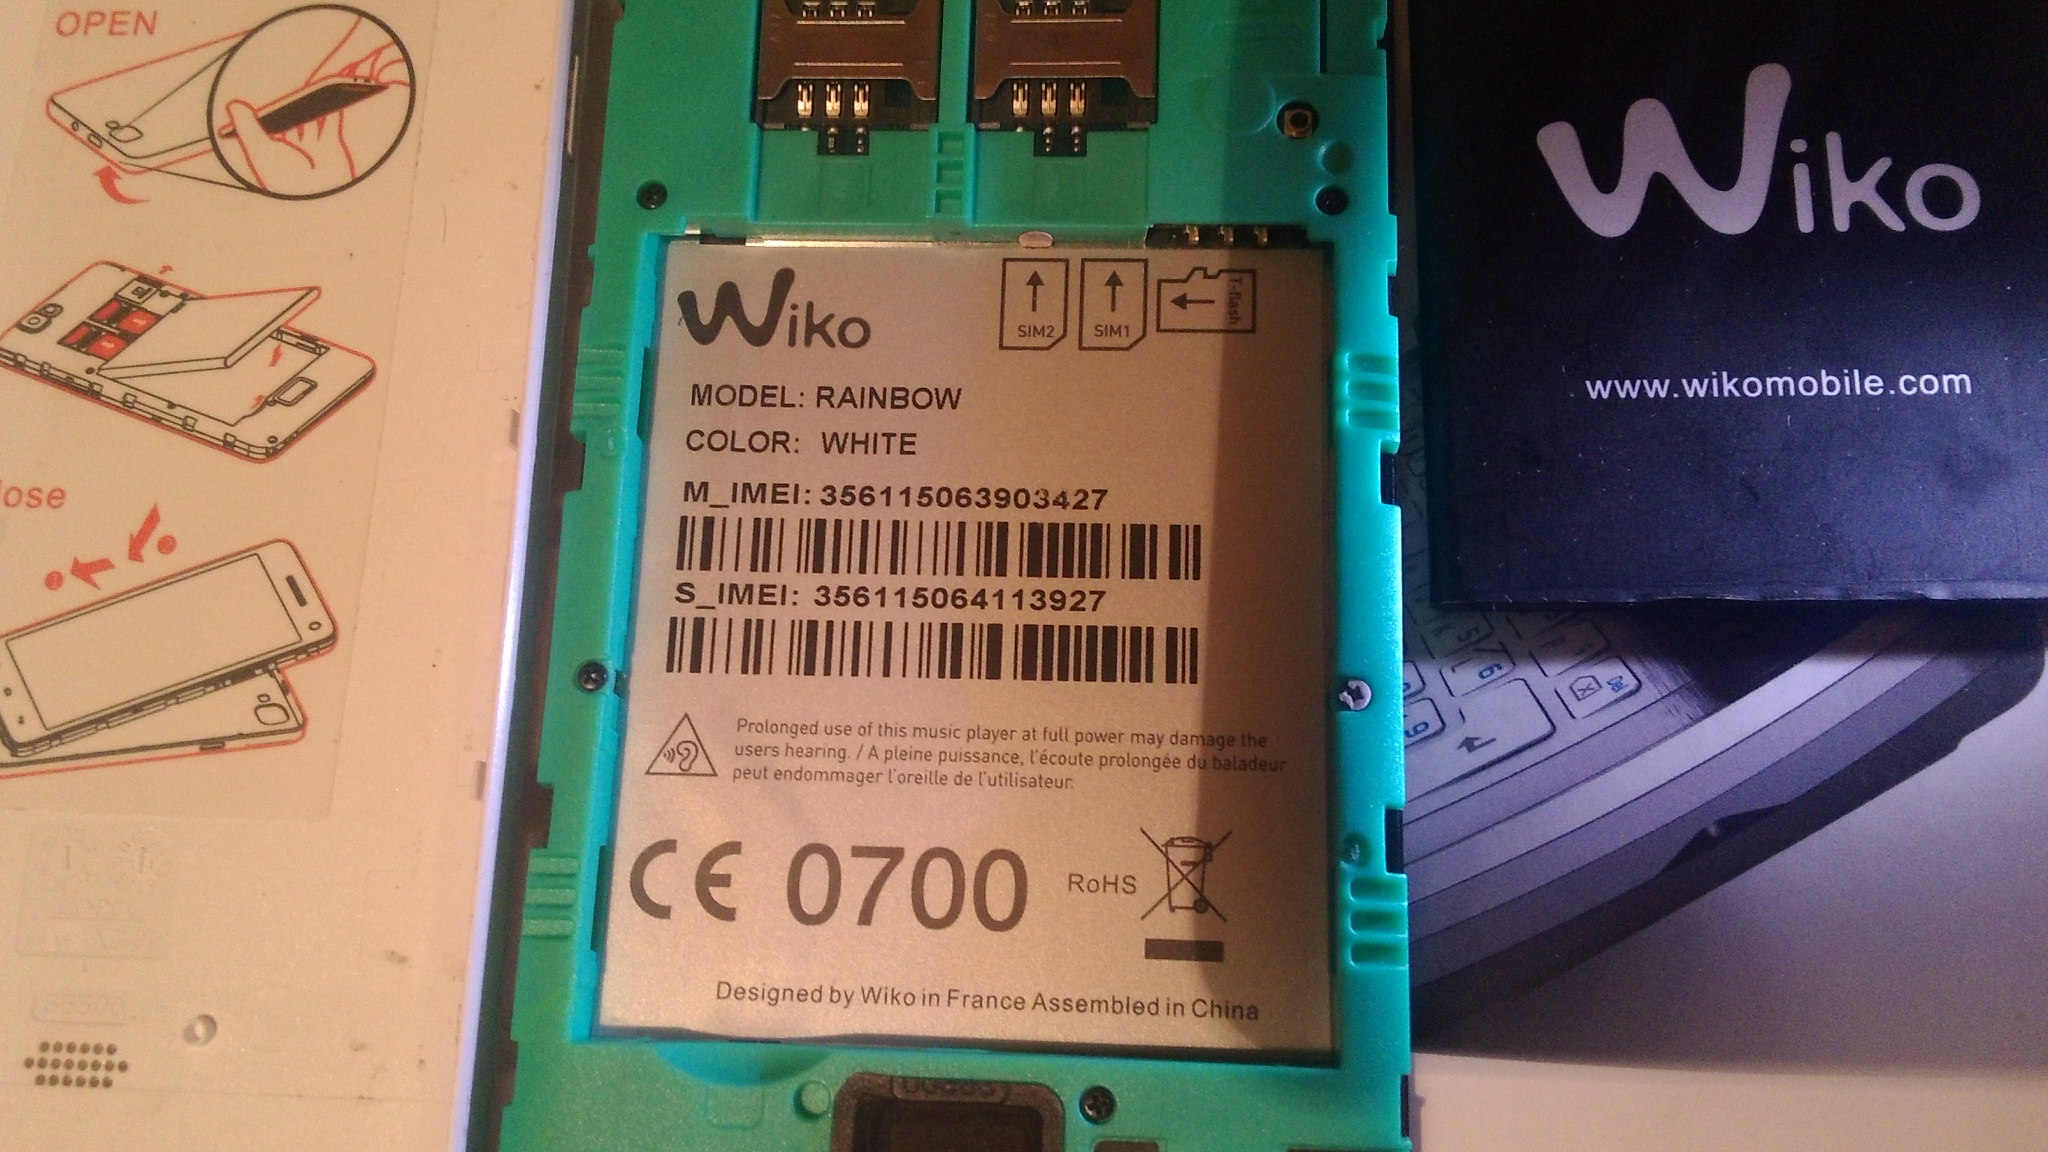 OPEN
lose
Wiko
SIM2
SIM1
T-flash
MODEL: RAINBOW
COLOR: WHITE
M_IMEI: 356115063903427
S_IMEI: 356115064113927
Prolonged use of this music player at full power may damage the
users hearing. / A pleine puissance, l'écoute prolongée du baladeur
peut endommager l'oreille de l'utilisateur.
CE 0700
RoHS
Designed by Wiko in France Assembled in China
Wiko
www.wikomobile.com